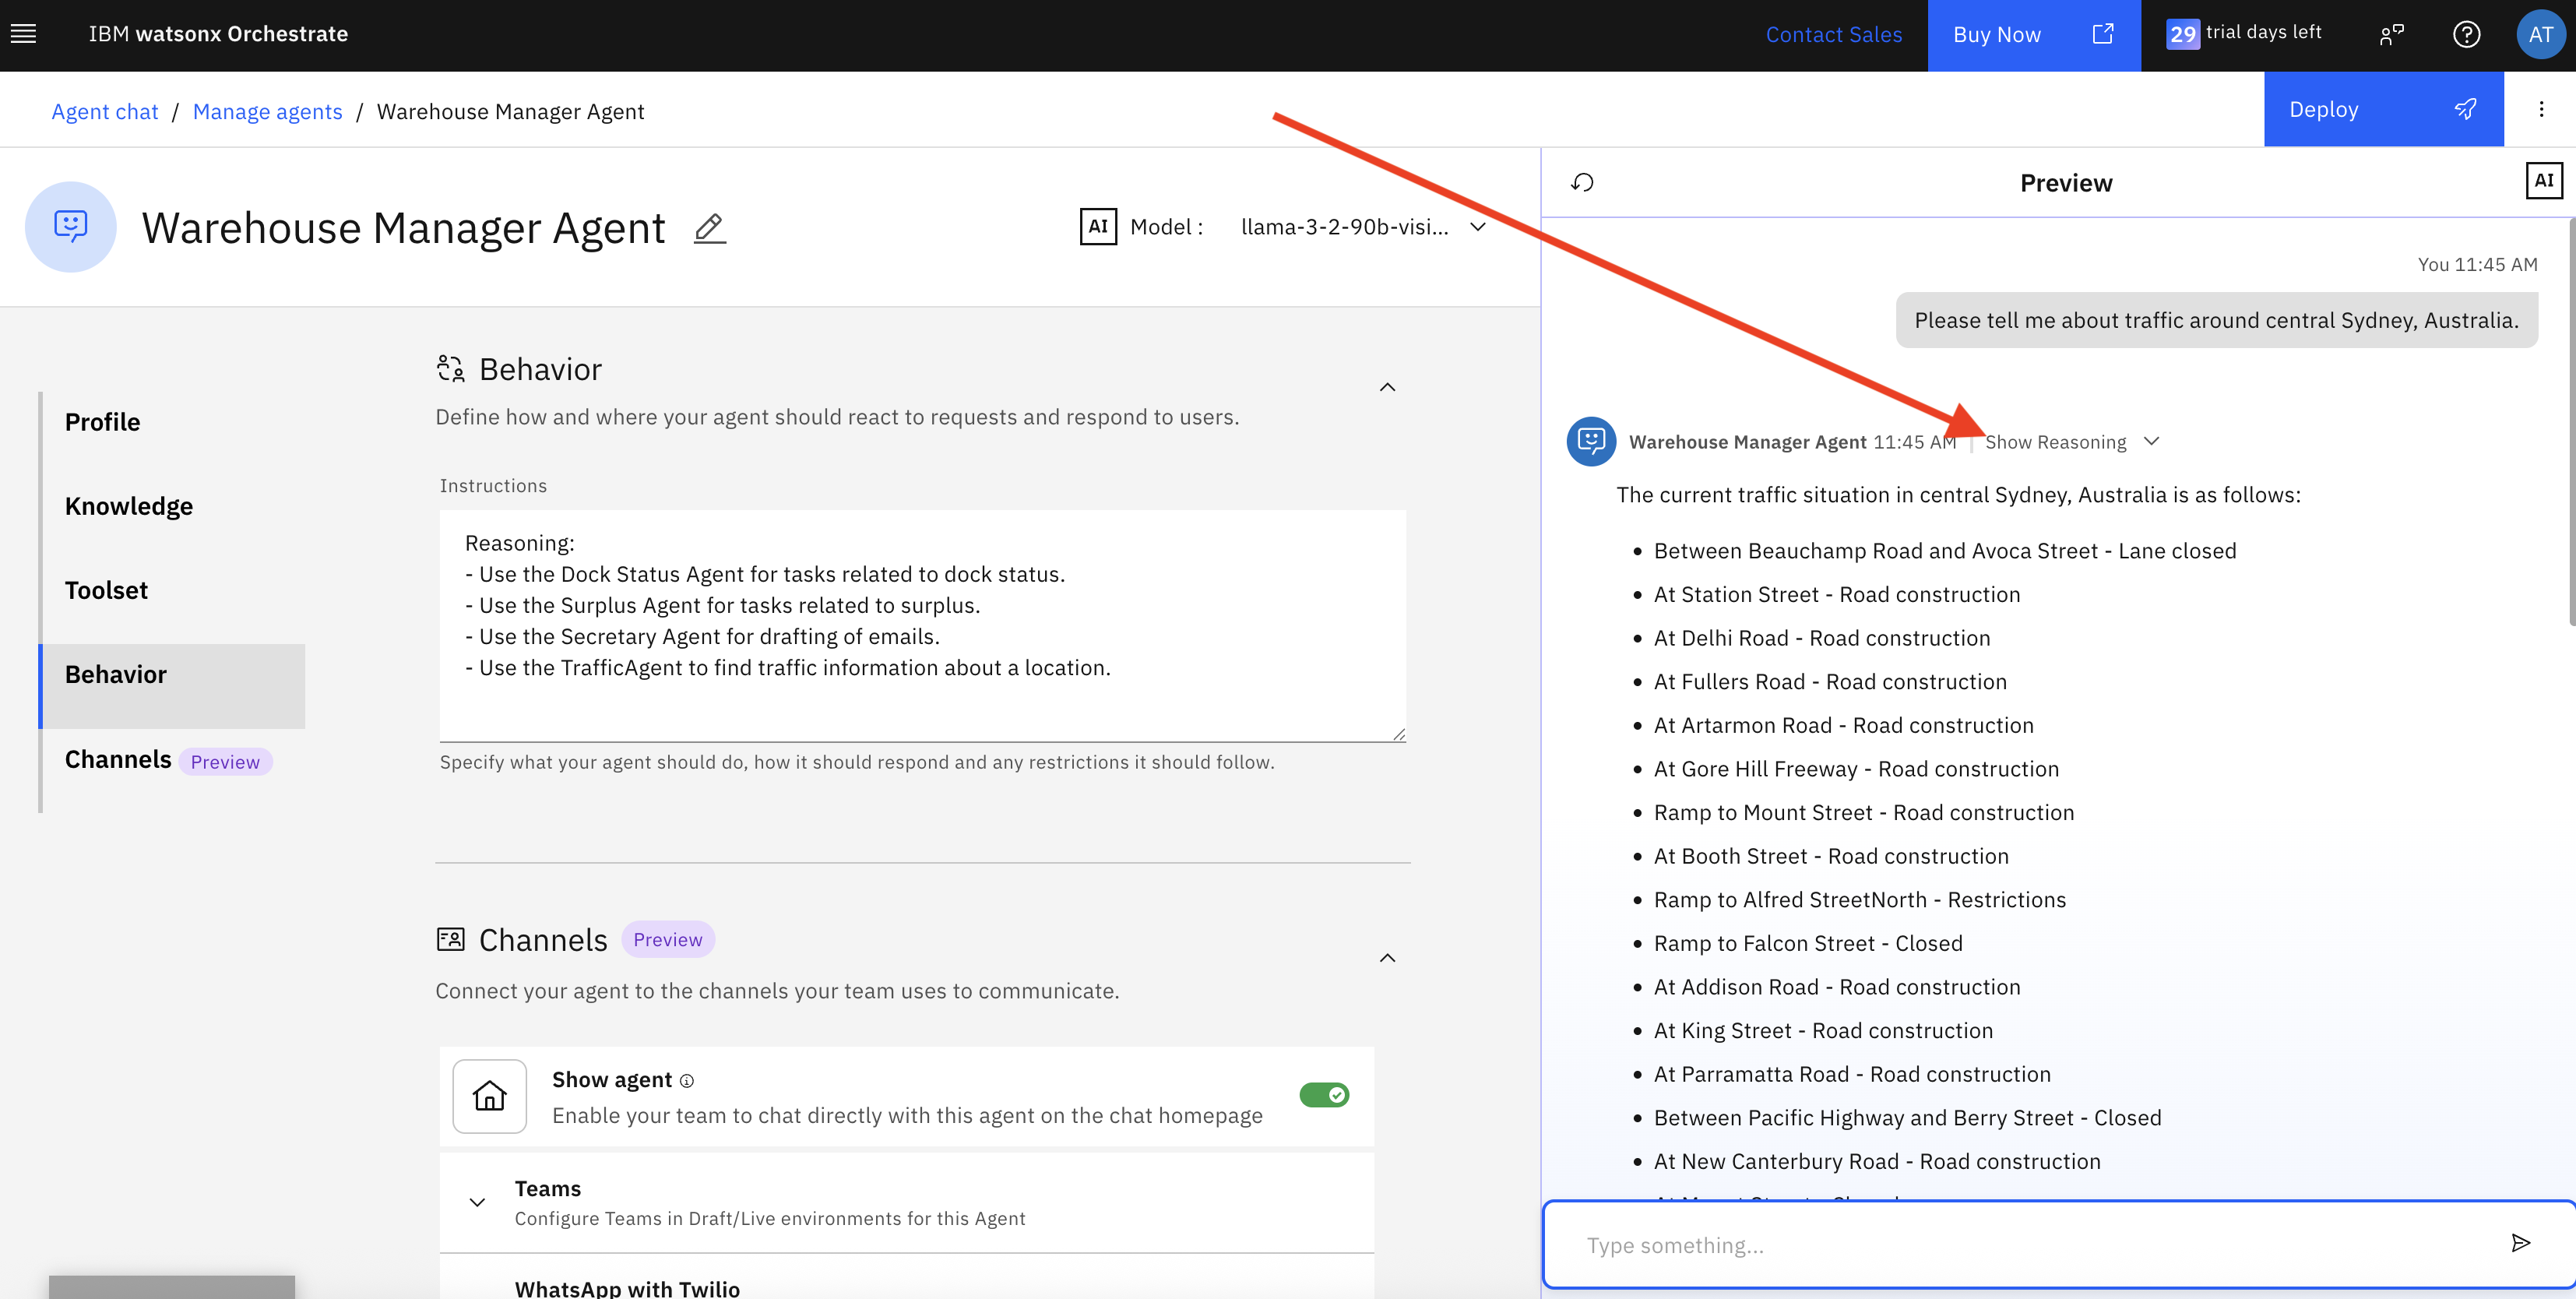 IBM watsonx Orchestrate
Contact Sales
Buy Now
29 trial days left
AT
Agent chat / Manage agents / Warehouse Manager Agent
Deploy
Warehouse Manager Agent
AI Model : llama-3-2-90b-visi...
Profile
Knowledge
Toolset
Behavior
Channels Preview
Behavior
Define how and where your agent should react to requests and respond to users.
Instructions
Reasoning:
- Use the Dock Status Agent for tasks related to dock status.
- Use the Surplus Agent for tasks related to surplus.
- Use the Secretary Agent for drafting of emails.
- Use the TrafficAgent to find traffic information about a location.
Specify what your agent should do, how it should respond and any restrictions it should follow.
Channels Preview
Connect your agent to the channels your team uses to communicate.
Show agent
Enable your team to chat directly with this agent on the chat homepage
Teams
Configure Teams in Draft/Live environments for this Agent
WhatsApp with Twilio
Preview
AI
You 11:45 AM
Please tell me about traffic around central Sydney, Australia.
Warehouse Manager Agent 11:45 AM | Show Reasoning
The current traffic situation in central Sydney, Australia is as follows:
• Between Beauchamp Road and Avoca Street - Lane closed
• At Station Street - Road construction
• At Delhi Road - Road construction
• At Fullers Road - Road construction
• At Artarmon Road - Road construction
• At Gore Hill Freeway - Road construction
• Ramp to Mount Street - Road construction
• At Booth Street - Road construction
• Ramp to Alfred StreetNorth - Restrictions
• Ramp to Falcon Street - Closed
• At Addison Road - Road construction
• At King Street - Road construction
• At Parramatta Road - Road construction
• Between Pacific Highway and Berry Street - Closed
• At New Canterbury Road - Road construction
Type something...